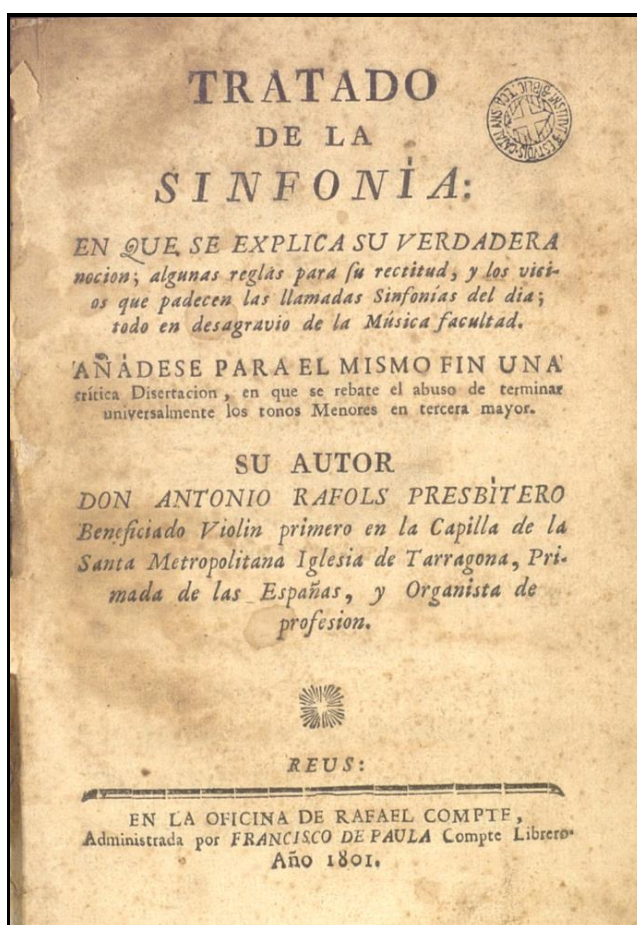 TRATADO
DE LA
SINFONÍA:
EN QUE SE EXPLICA SU VERDADERA
nocion; algunas reglas para ſu rectitud, y los vici-
os que padecen las llamadas Sinfonías del dia;
todo en desagravio de la Música facultad.
AÑÁDESE PARA EL MISMO FIN UNA
crítica Disertacion, en que se rebate el abuso de terminar
universalmente los tonos Menores en tercera mayor.
SU AUTOR
DON ANTONIO RAFOLS PRESBÍTERO
Beneficiado Violin primero en la Capilla de la
Santa Metropolitana Iglesia de Tarragona, Pri-
mada de las Españas, y Organista de
profesion.
REUS:
EN LA OFICINA DE RAFAEL COMPTE,
Administrada por FRANCISCO DE PAULA Compte Librero.
Año 1801.